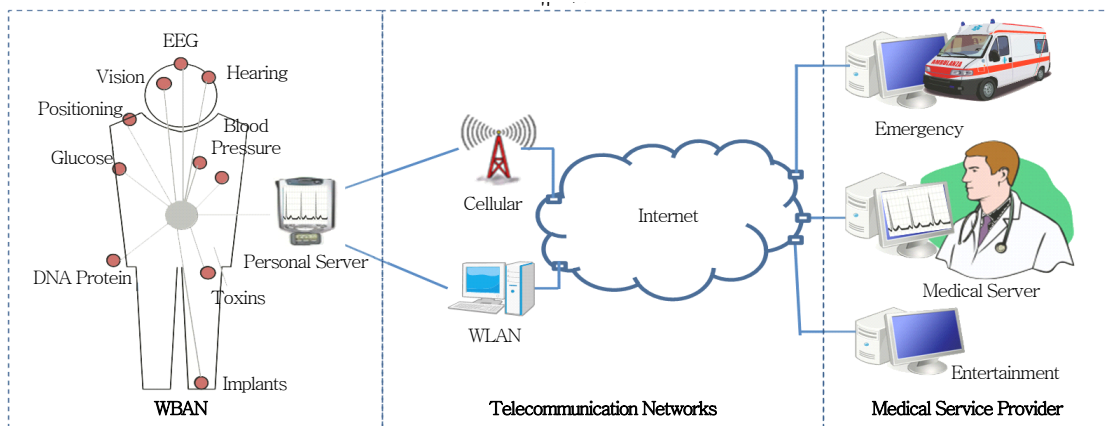 EEG
Vision
Hearing
Positioning
Blood
Pressure
Glucose
Personal Server
DNA Protein
Toxins
Implants
WBAN
Cellular
WLAN
Internet
Telecommunication Networks
AMBULANZA
Emergency
Medical Server
Entertainment
Medical Service Provider